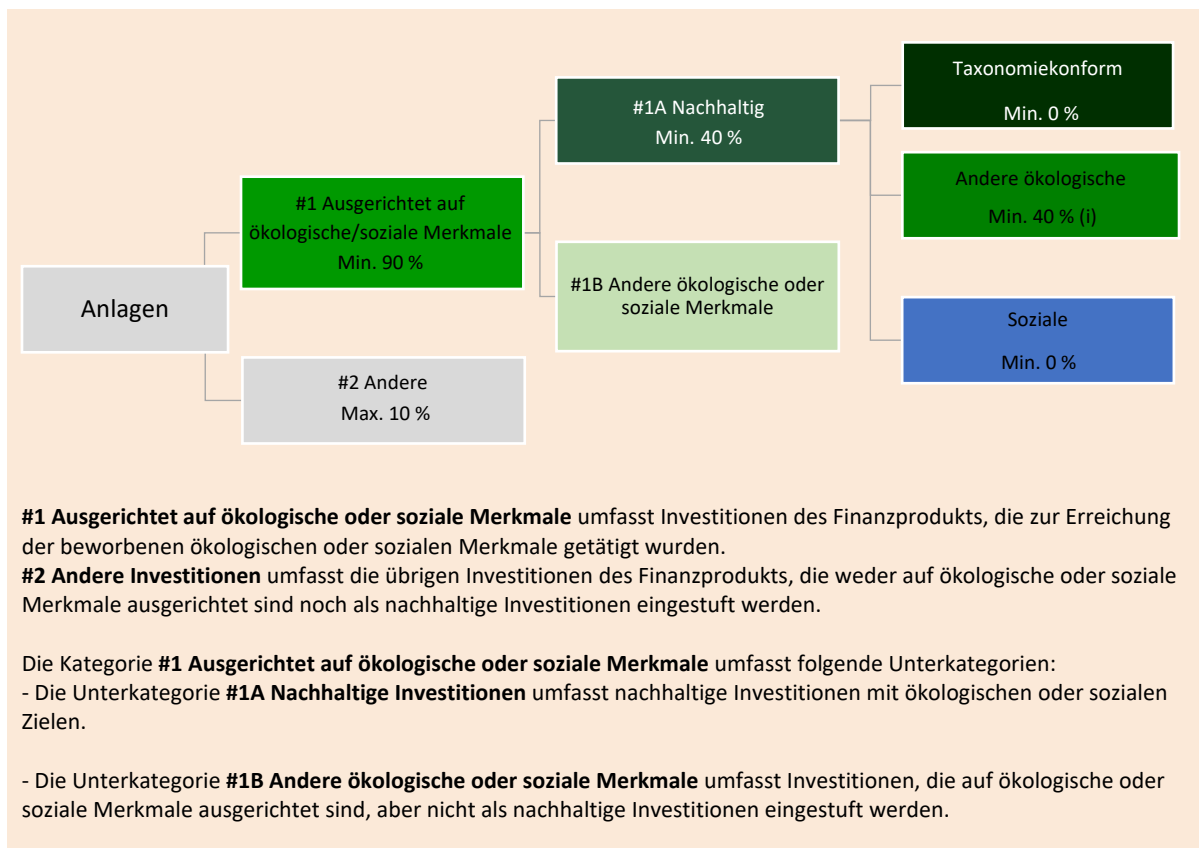 Anlagen
#1 Ausgerichtet auf
ökologische/soziale Merkmale
Min. 90 %
#2 Andere
Max. 10 %
#1A Nachhaltig
Min. 40 %
#1B Andere ökologische oder
soziale Merkmale
Taxonomiekonform
Min. 0 %
Andere ökologische
Min. 40 % (i)
Soziale
Min. 0 %
#1 Ausgerichtet auf ökologische oder soziale Merkmale umfasst Investitionen des Finanzprodukts, die zur Erreichung
der beworbenen ökologischen oder sozialen Merkmale getätigt wurden.
#2 Andere Investitionen umfasst die übrigen Investitionen des Finanzprodukts, die weder auf ökologische oder soziale
Merkmale ausgerichtet sind noch als nachhaltige Investitionen eingestuft werden.
Die Kategorie #1 Ausgerichtet auf ökologische oder soziale Merkmale umfasst folgende Unterkategorien:
- Die Unterkategorie #1A Nachhaltige Investitionen umfasst nachhaltige Investitionen mit ökologischen oder sozialen
Zielen.
- Die Unterkategorie #1B Andere ökologische oder soziale Merkmale umfasst Investitionen, die auf ökologische oder
soziale Merkmale ausgerichtet sind, aber nicht als nachhaltige Investitionen eingestuft werden.